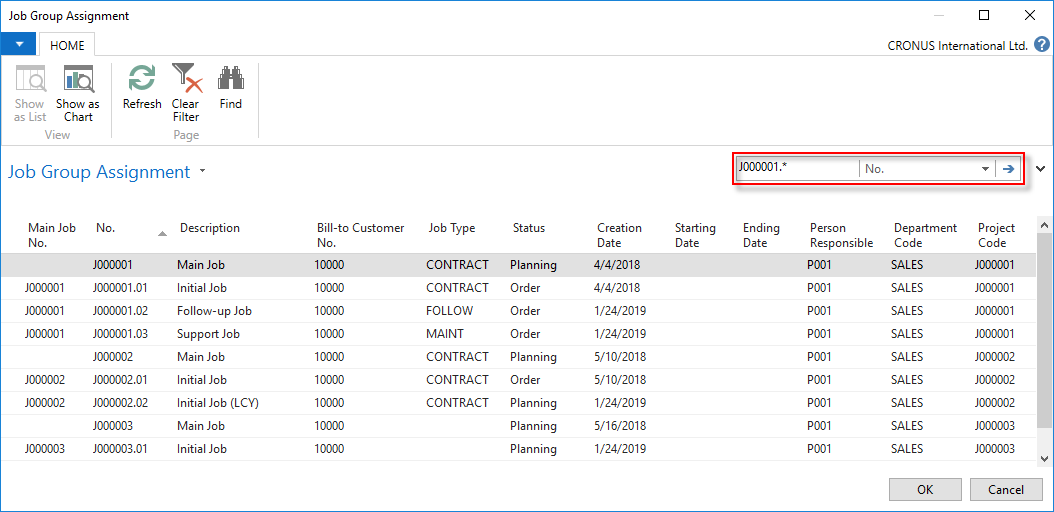 Job Group Assignment
HOME
CRONUS International Ltd. ?
Show as List
Show as Chart
Refresh
Clear Filter
Find
View
Page
Job Group Assignment
J000001.* No.
Main Job No. No. Description Bill-to Customer No. Job Type Status Creation Date Starting Date Ending Date Person Responsible Department Code Project Code
J000001 Main Job 10000 CONTRACT Planning 4/4/2018 P001 SALES J000001
J000001 J000001.01 Initial Job 10000 CONTRACT Order 4/4/2018 P001 SALES J000001
J000001 J000001.02 Follow-up Job 10000 FOLLOW Order 1/24/2019 P001 SALES J000001
J000001 J000001.03 Support Job 10000 MAINT Order 1/24/2019 P001 SALES J000001
J000002 Main Job 10000 CONTRACT Planning 5/10/2018 P001 SALES J000002
J000002 J000002.01 Initial Job 10000 CONTRACT Order 5/10/2018 P001 SALES J000002
J000002 J000002.02 Initial Job (LCY) 10000 CONTRACT Planning 1/24/2019 P001 SALES J000002
J000003 Main Job 10000 Planning 5/16/2018 P001 SALES J000003
J000003 J000003.01 Initial Job 10000 Planning 1/24/2019 P001 SALES J000003
OK
Cancel